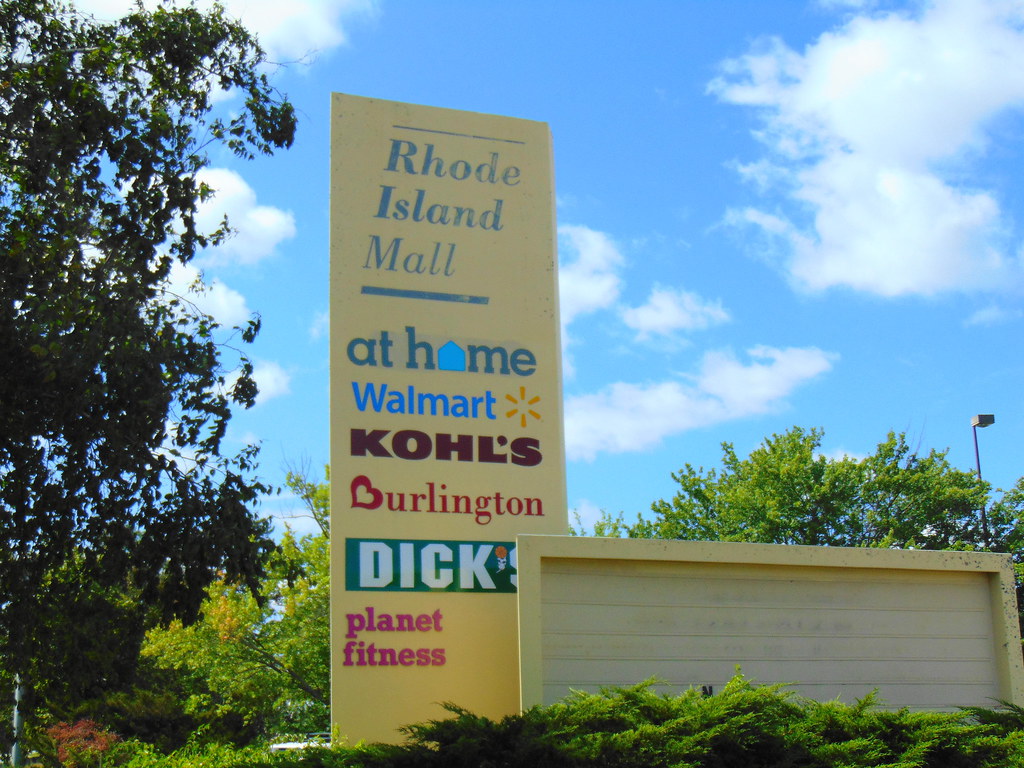 Rhode
Island
Mall
at home
Walmart
KOHL'S
Burlington
DICK'S
planet
fitness
N